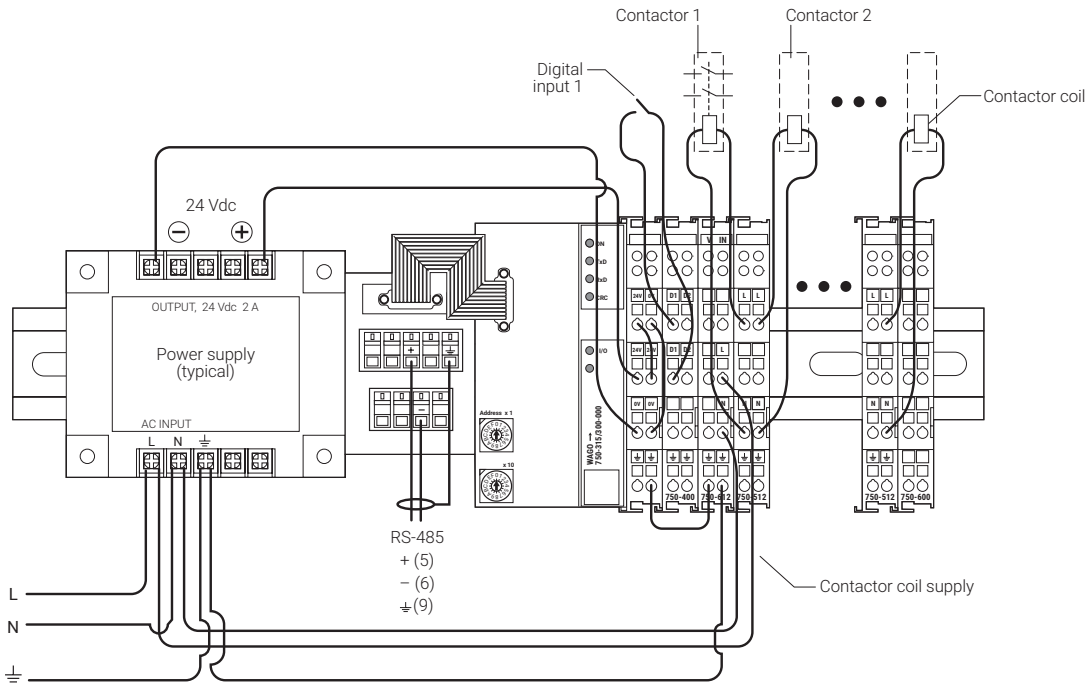 Contactor 1
Contactor 2
Digital
input 1
Contactor coil
24 Vdc
− +
OUTPUT, 24 Vdc 2 A
Power supply
(typical)
AC INPUT
L N
ON
TxD
RxD
CRC
I/O
+
−
Address x 1
x 10
WAGO →
750-315/300-000
V IN
24V 0V D1 D2 L L L L
24V 24V D1 D2 L
0V 0V N N N N N
750-400 750-612 750-512 750-512 750-600
RS-485
+ (5)
− (6)
⏚ (9)
Contactor coil supply
L
N